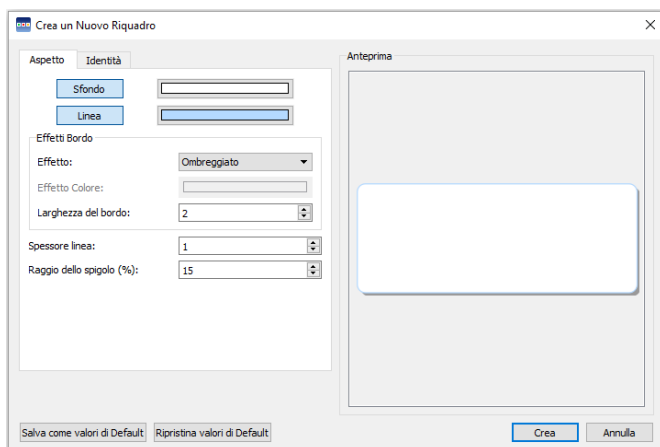 Crea un Nuovo Riquadro
Aspetto Identità
Anteprima
Sfondo
Linea
Effetti Bordo
Effetto: Ombreggiato
Effetto Colore:
Larghezza del bordo: 2
Spessore linea: 1
Raggio dello spigolo (%): 15
Salva come valori di Default Ripristina valori di Default Crea Annulla